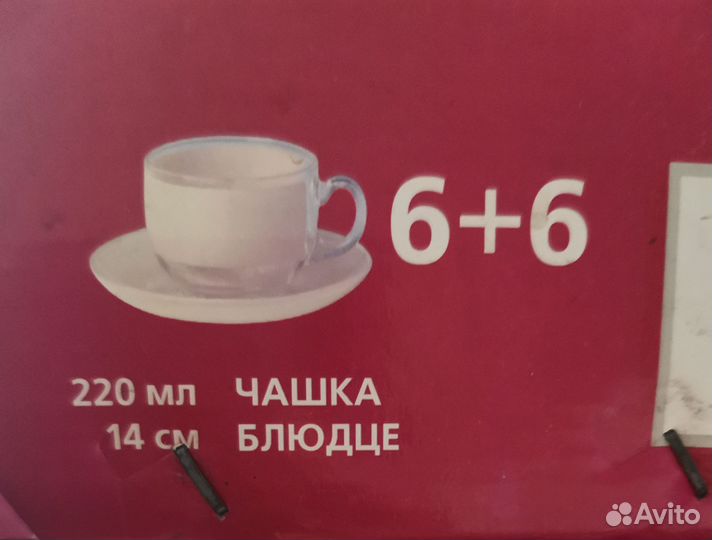 6+6
220 мл ЧАШКА
14 см БЛЮДЦЕ
Avito